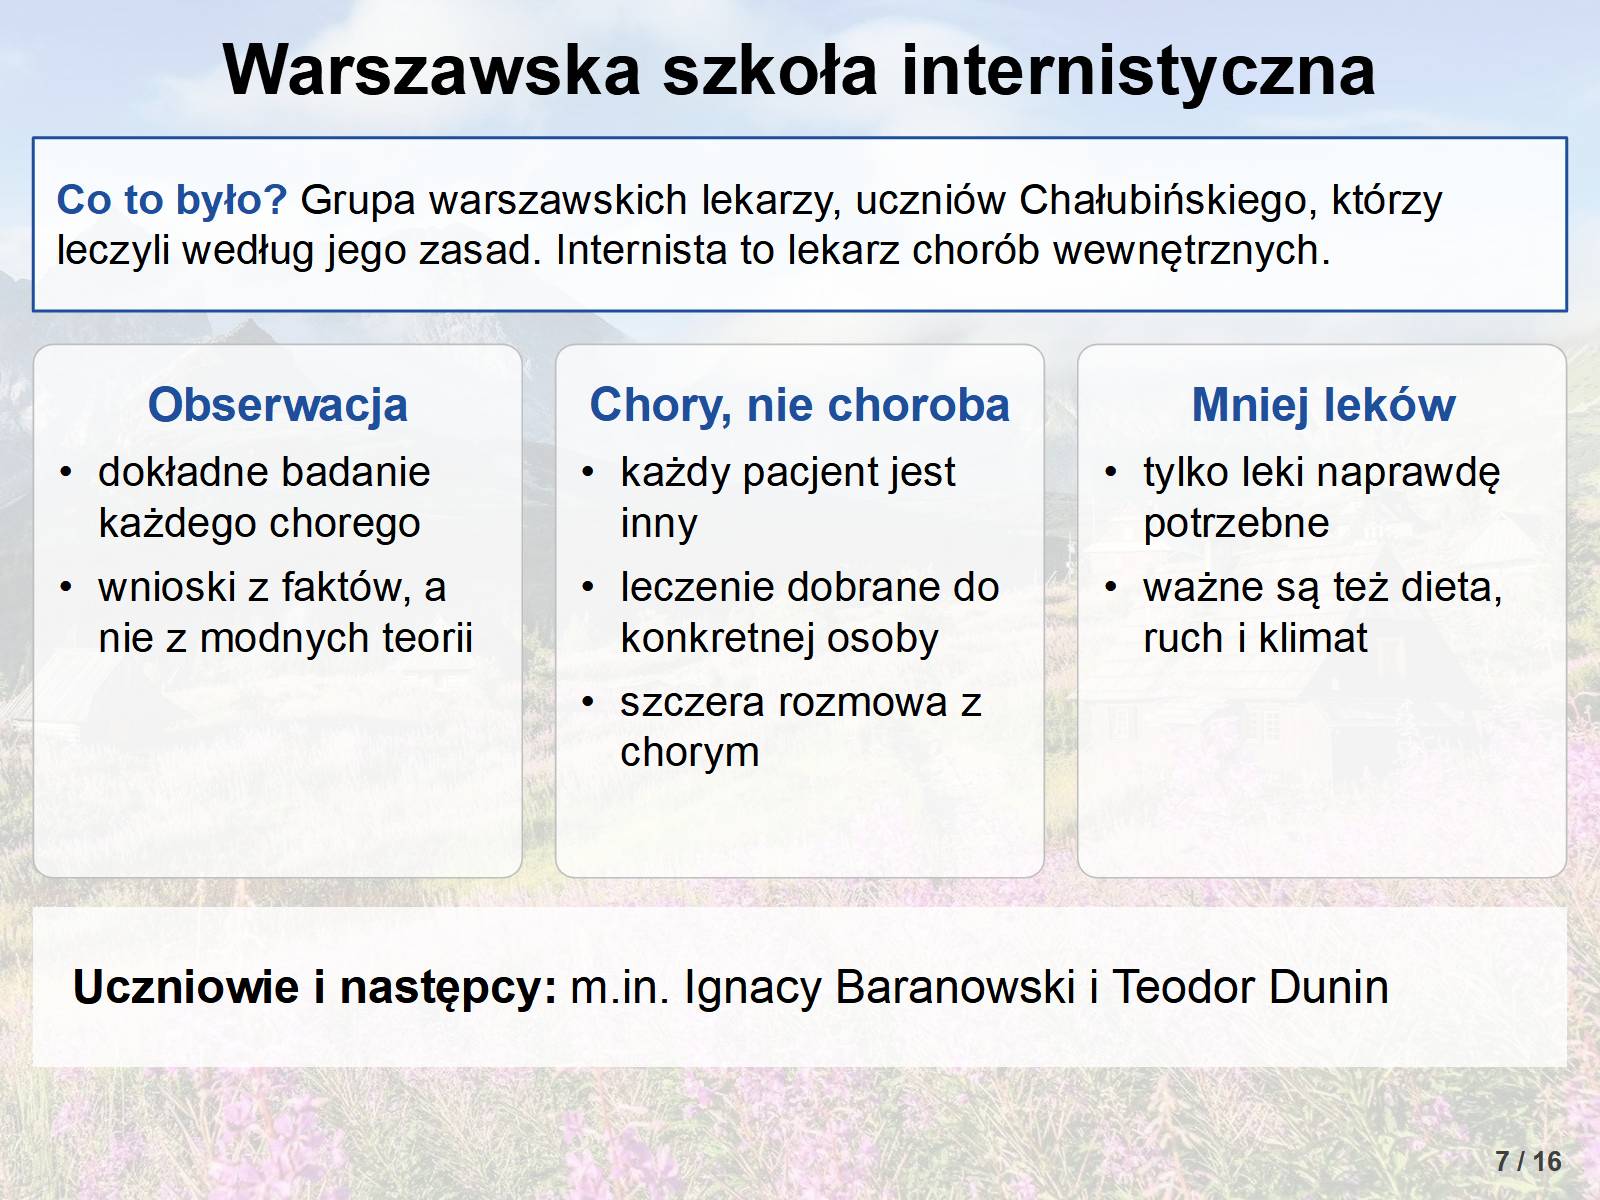 Warszawska szkoła internistyczna
Co to było? Grupa warszawskich lekarzy, uczniów Chałubińskiego, którzy
leczyli według jego zasad. Internista to lekarz chorób wewnętrznych.
Obserwacja
• dokładne badanie
każdego chorego
• wnioski z faktów, a
nie z modnych teorii
Chory, nie choroba
• każdy pacjent jest
inny
• leczenie dobrane do
konkretnej osoby
• szczera rozmowa z
chorym
Mniej leków
• tylko leki naprawdę
potrzebne
• ważne są też dieta,
ruch i klimat
Uczniowie i następcy: m.in. Ignacy Baranowski i Teodor Dunin
7 / 16